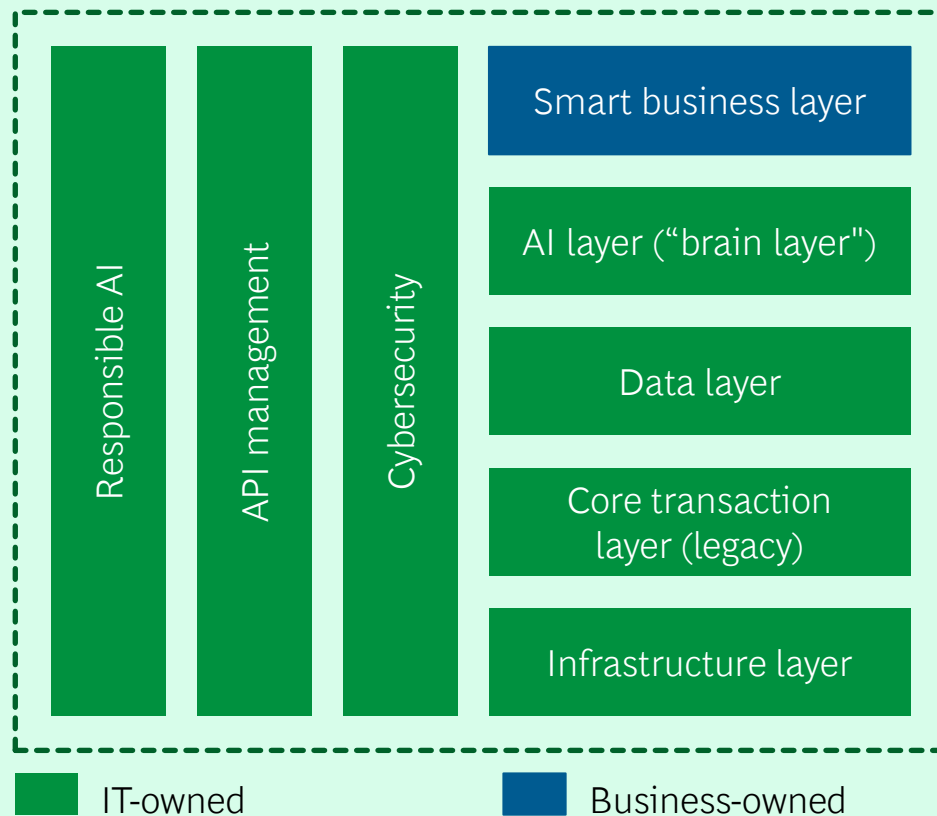 Responsible AI
API management
Cybersecurity
Smart business layer
AI layer (“brain layer")
Data layer
Core transaction
layer (legacy)
Infrastructure layer
IT-owned
Business-owned